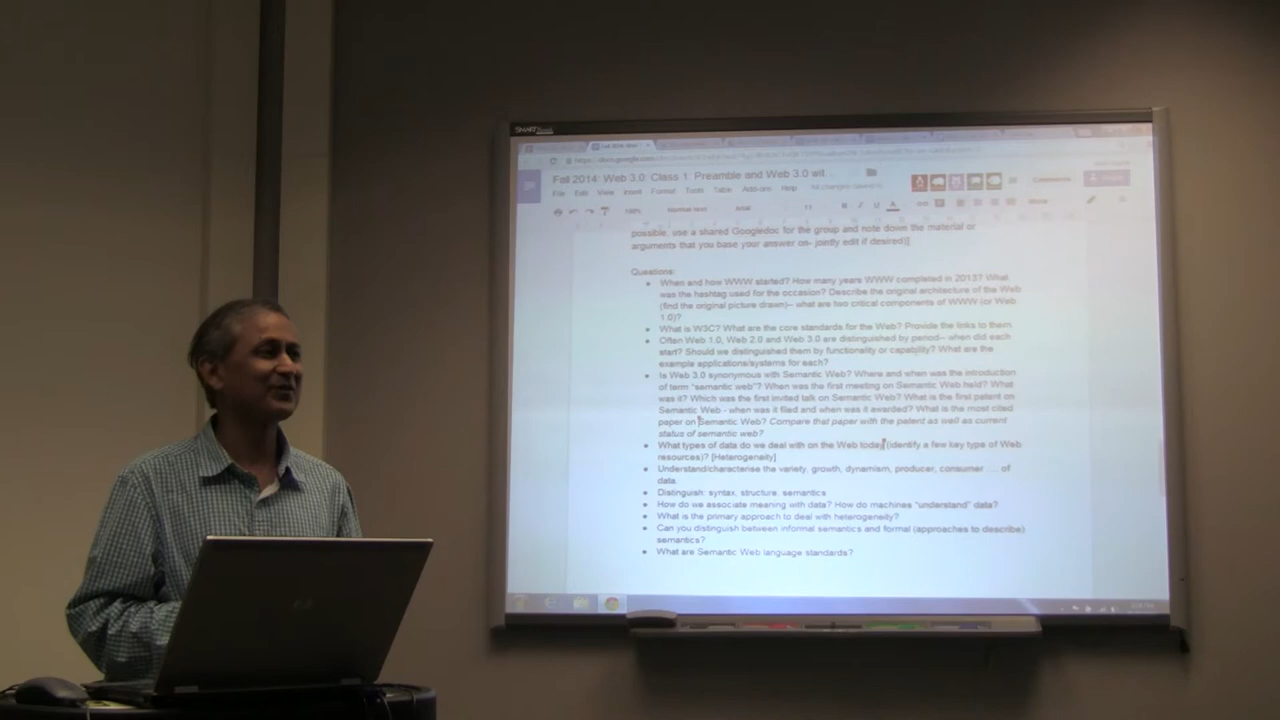 SMART Board
https://docs.google.com
Fall 2014: Web 3.0: Class 1: Preamble and Web 3.0 wil...
File Edit View Insert Format Tools Table Add-ons Help
Comments
100% Normal text Arial 11 B I U A More
possible, use a shared Googledoc for the group and note down the material or
arguments that you base your answer on- jointly edit if desired)]
Questions:
When and how WWW started? How many years WWW completed in 2013? What
was the hashtag used for the occasion? Describe the original architecture of the Web
(find the original picture drawn)-- what are two critical components of WWW (or Web
1.0)?
What is W3C? What are the core standards for the Web? Provide the links to them.
Often Web 1.0, Web 2.0 and Web 3.0 are distinguished by period-- when did each
start? Should we distinguished them by functionality or capability? What are the
example applications/systems for each?
Is Web 3.0 synonymous with Semantic Web? Where and when was the introduction
of term "semantic web"? When was the first meeting on Semantic Web held? What
was it? Which was the first invited talk on Semantic Web? What is the first patent on
Semantic Web - when was it filed and when was it awarded? What is the most cited
paper on Semantic Web? Compare that paper with the patent as well as current
status of semantic web?
What types of data do we deal with on the Web today (identify a few key type of Web
resources)? [Heterogeneity]
Understand/characterise the variety, growth, dynamism, producer, consumer .... of
data.
Distinguish: syntax, structure, semantics
How do we associate meaning with data? How do machines "understand" data?
What is the primary approach to deal with heterogeneity?
Can you distinguish between informal semantics and formal (approaches to describe)
semantics?
What are Semantic Web language standards?